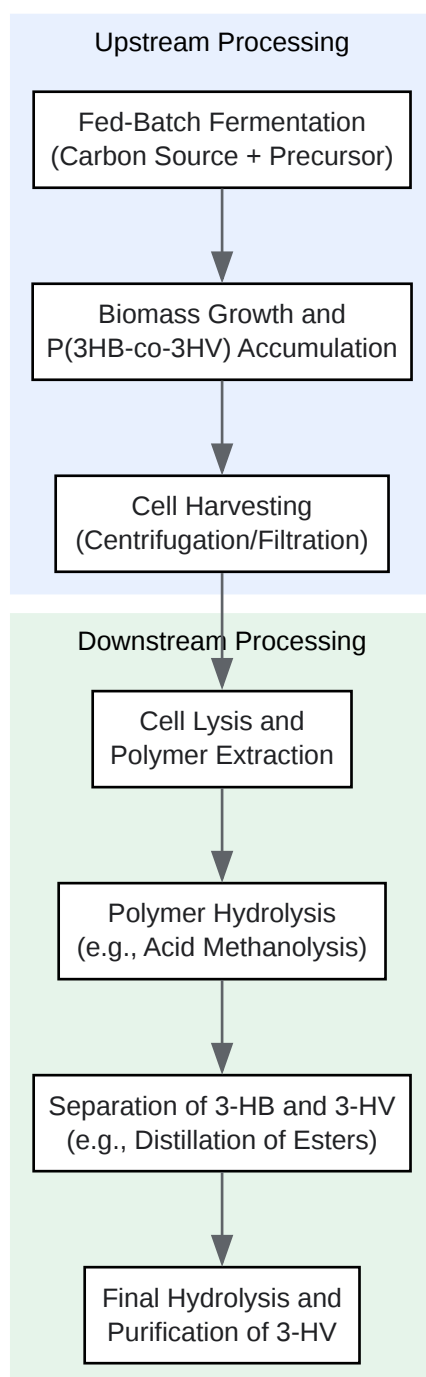 Upstream Processing
Fed-Batch Fermentation
(Carbon Source + Precursor)
Biomass Growth and
P(3HB-co-3HV) Accumulation
Cell Harvesting
(Centrifugation/Filtration)
Downstream Processing
Cell Lysis and
Polymer Extraction
Polymer Hydrolysis
(e.g., Acid Methanolysis)
Separation of 3-HB and 3-HV
(e.g., Distillation of Esters)
Final Hydrolysis and
Purification of 3-HV